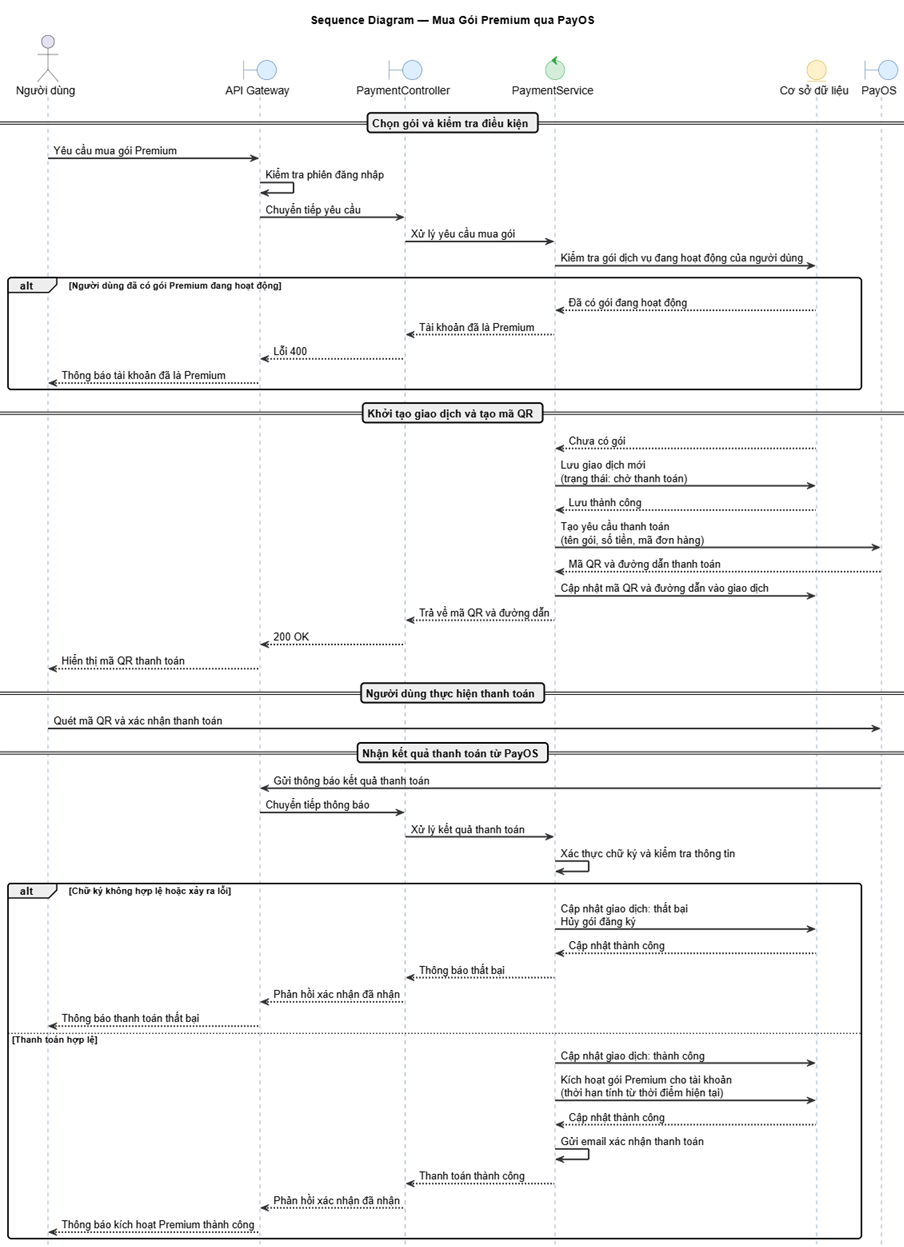 Sequence Diagram — Mua Gói Premium qua PayOS
Người dùng
API Gateway
PaymentController
PaymentService
Cơ sở dữ liệu
PayOS
Chọn gói và kiểm tra điều kiện
Yêu cầu mua gói Premium
Kiểm tra phiên đăng nhập
Chuyển tiếp yêu cầu
Xử lý yêu cầu mua gói
Kiểm tra gói dịch vụ đang hoạt động của người dùng
alt
[Người dùng đã có gói Premium đang hoạt động]
Đã có gói đang hoạt động
Tài khoản đã là Premium
Lỗi 400
Thông báo tài khoản đã là Premium
Khởi tạo giao dịch và tạo mã QR
Chưa có gói
Lưu giao dịch mới
(trạng thái: chờ thanh toán)
Lưu thành công
Tạo yêu cầu thanh toán
(tên gói, số tiền, mã đơn hàng)
Mã QR và đường dẫn thanh toán
Cập nhật mã QR và đường dẫn vào giao dịch
Trả về mã QR và đường dẫn
200 OK
Hiển thị mã QR thanh toán
Người dùng thực hiện thanh toán
Quét mã QR và xác nhận thanh toán
Nhận kết quả thanh toán từ PayOS
Gửi thông báo kết quả thanh toán
Chuyển tiếp thông báo
Xử lý kết quả thanh toán
Xác thực chữ ký và kiểm tra thông tin
alt
[Chữ ký không hợp lệ hoặc xảy ra lỗi]
Cập nhật giao dịch: thất bại
Hủy gói đăng ký
Cập nhật thành công
Thông báo thất bại
Phản hồi xác nhận đã nhận
Thông báo thanh toán thất bại
[Thanh toán hợp lệ]
Cập nhật giao dịch: thành công
Kích hoạt gói Premium cho tài khoản
(thời hạn tính từ thời điểm hiện tại)
Cập nhật thành công
Gửi email xác nhận thanh toán
Thanh toán thành công
Phản hồi xác nhận đã nhận
Thông báo kích hoạt Premium thành công